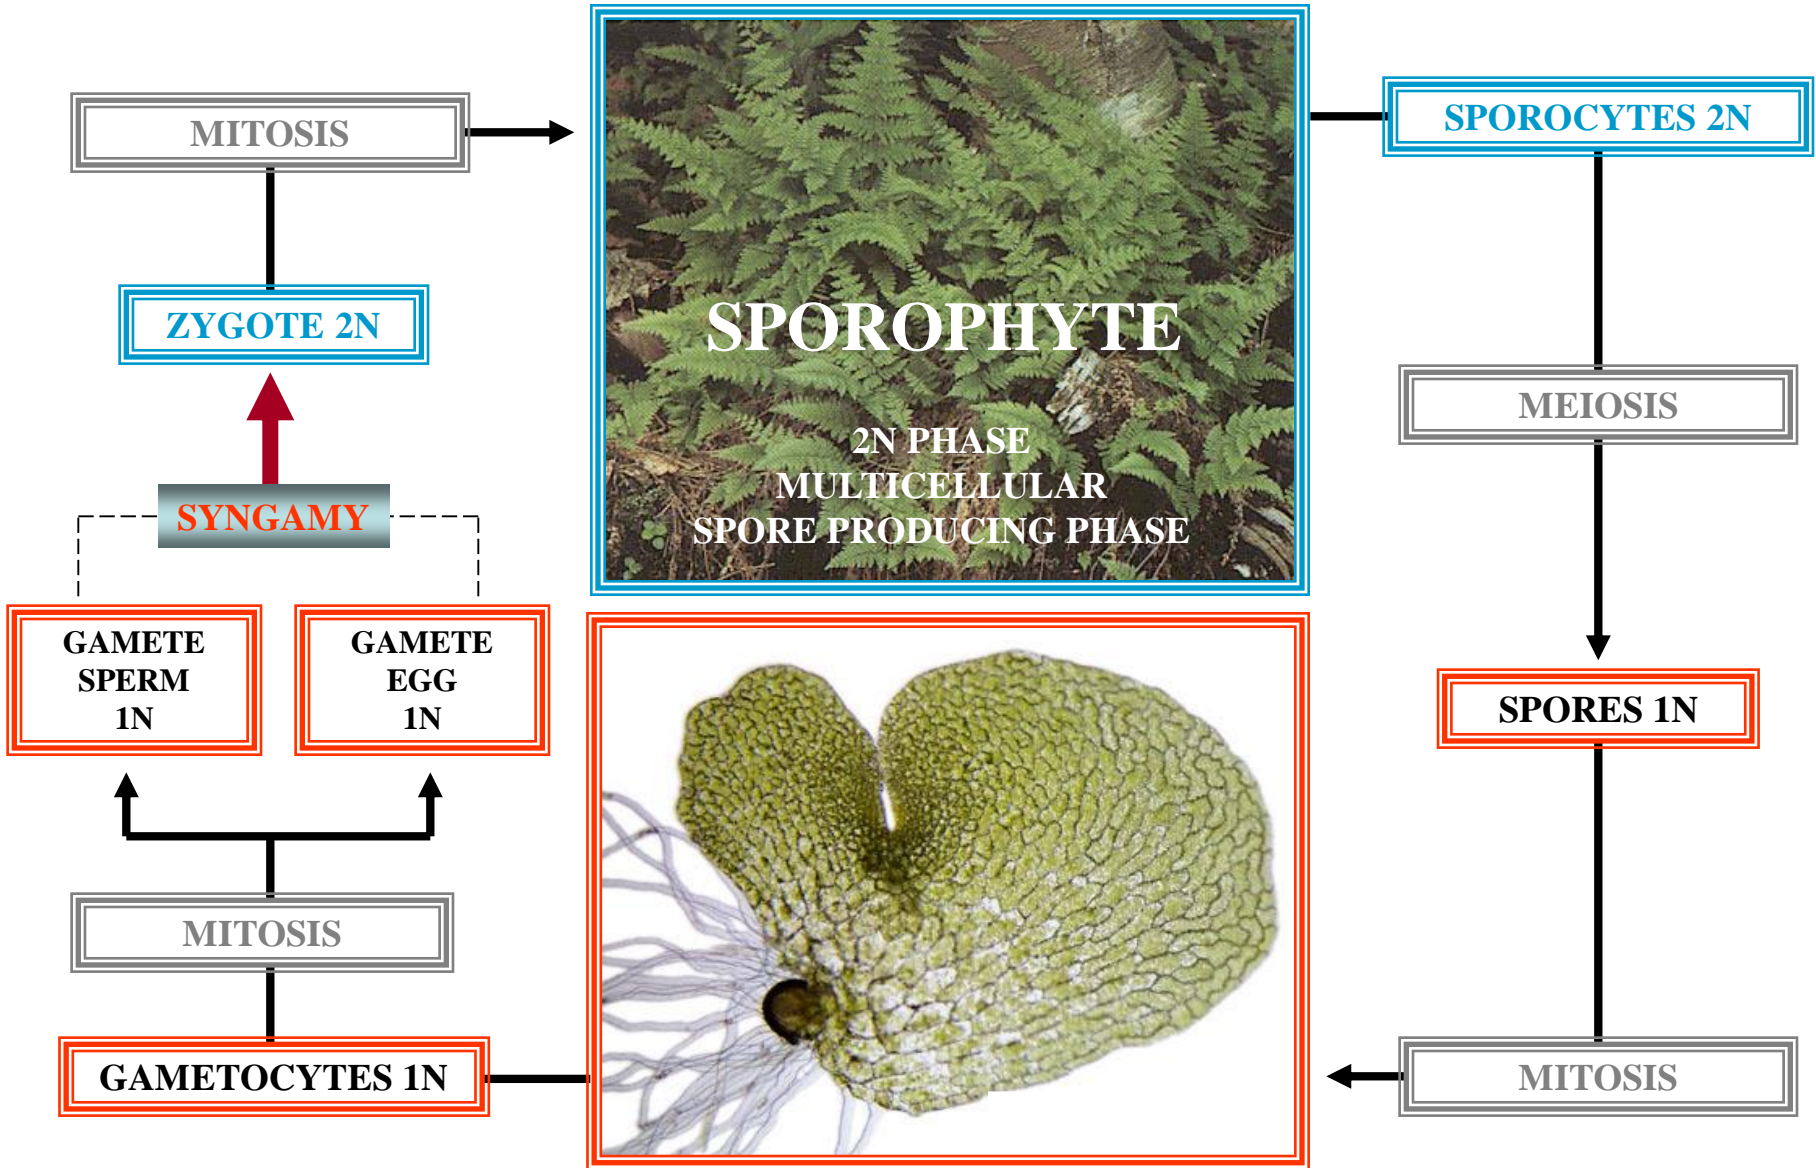 MITOSIS
SPOROCYTES 2N
ZYGOTE 2N
SPOROPHYTE
2N PHASE
MULTICELLULAR
SPORE PRODUCING PHASE
MEIOSIS
SYNGAMY
GAMETE
SPERM
1N
GAMETE
EGG
1N
SPORES 1N
MITOSIS
GAMETOCYTES 1N
MITOSIS